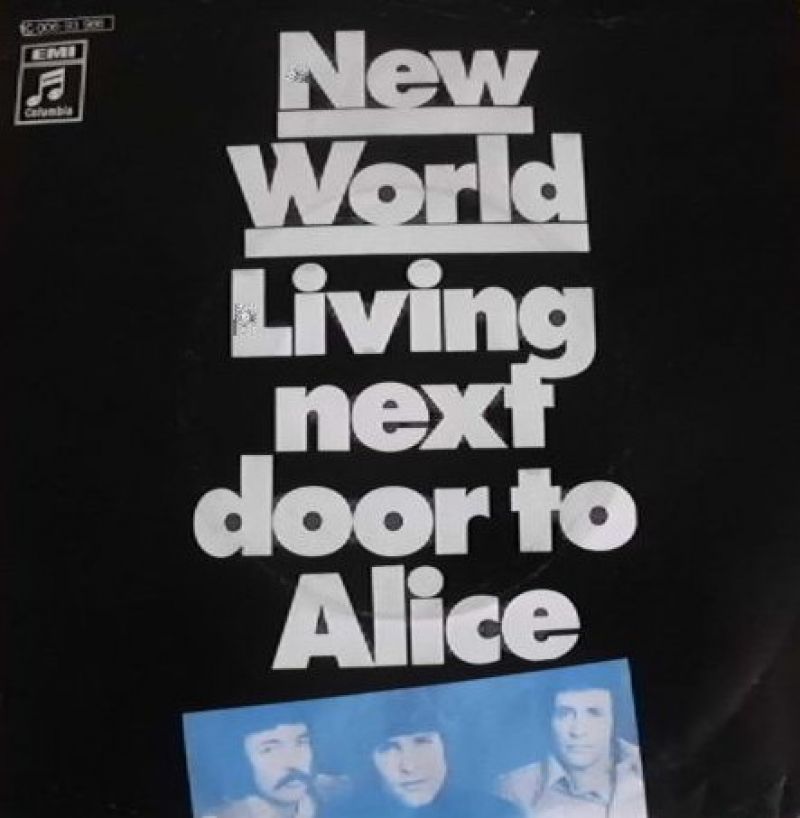 EMI
Columbia
New
World
Living
next
door to
Alice